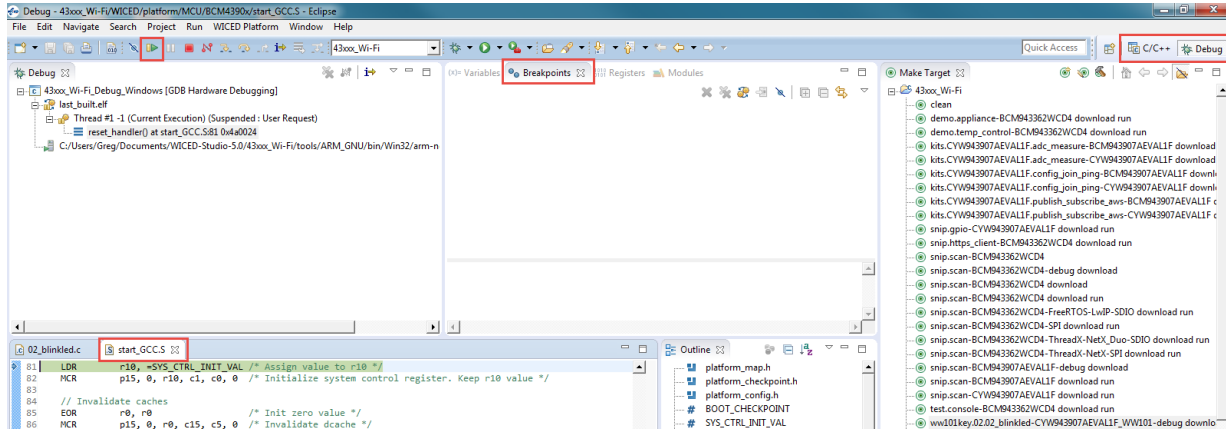 Debug - 43xxx_Wi-Fi/WICED/platform/MCU/BCM4390x/start_GCC.S - Eclipse
File Edit Navigate Search Project Run WICED Platform Window Help
43xxx_Wi-Fi
Quick Access
C/C++
Debug
Debug
43xxx_Wi-Fi_Debug_Windows [GDB Hardware Debugging]
last_built.elf
Thread #1 -1 (Current Execution) (Suspended : User Request)
reset_handler() at start_GCC.S:81 0x4a0024
C:/Users/Greg/Documents/WICED-Studio-5.0/43xxx_Wi-Fi/tools/ARM_GNU/bin/Win32/arm-n
(x)= Variables
Breakpoints
Registers
Modules
Make Target
43xxx_Wi-Fi
clean
demo.appliance-BCM943362WCD4 download run
demo.temp_control-BCM943362WCD4 download run
kits.CYW943907AEVAL1F.adc_measure-BCM943907AEVAL1F download
kits.CYW943907AEVAL1F.adc_measure-CYW943907AEVAL1F download
kits.CYW943907AEVAL1F.config_join_ping-BCM943907AEVAL1F downl
kits.CYW943907AEVAL1F.config_join_ping-CYW943907AEVAL1F downl
kits.CYW943907AEVAL1F.publish_subscribe_aws-BCM943907AEVAL1F
kits.CYW943907AEVAL1F.publish_subscribe_aws-CYW943907AEVAL1F
snip.gpio-CYW943907AEVAL1F download run
snip.https_client-BCM943362WCD4 download run
snip.scan-BCM943362WCD4
snip.scan-BCM943362WCD4-debug download
snip.scan-BCM943362WCD4 download
snip.scan-BCM943362WCD4 download run
snip.scan-BCM943362WCD4-FreeRTOS-LwIP-SDIO download run
snip.scan-BCM943362WCD4-SPI download run
snip.scan-BCM943362WCD4-ThreadX-NetX_Duo-SDIO download run
snip.scan-BCM943362WCD4-ThreadX-NetX-SPI download run
snip.scan-BCM943907AEVAL1F-debug download
snip.scan-BCM943907AEVAL1F download run
snip.scan-CYW943907AEVAL1F download run
test.console-BCM943362WCD4 download run
ww101key.02.02_blinkled-CYW943907AEVAL1F_WW101-debug downlo
02_blinkled.c
start_GCC.S
81 LDR r10, =SYS_CTRL_INIT_VAL /* Assign value to r10 */
82 MCR p15, 0, r10, c1, c0, 0 /* Initialize system control register. Keep r10 value */
83
84 // Invalidate caches
85 EOR r0, r0 /* Init zero value */
86 MCR p15, 0, r0, c15, c5, 0 /* Invalidate dcache */
Outline
platform_map.h
platform_checkpoint.h
platform_config.h
# BOOT_CHECKPOINT
# SYS_CTRL_INIT_VAL